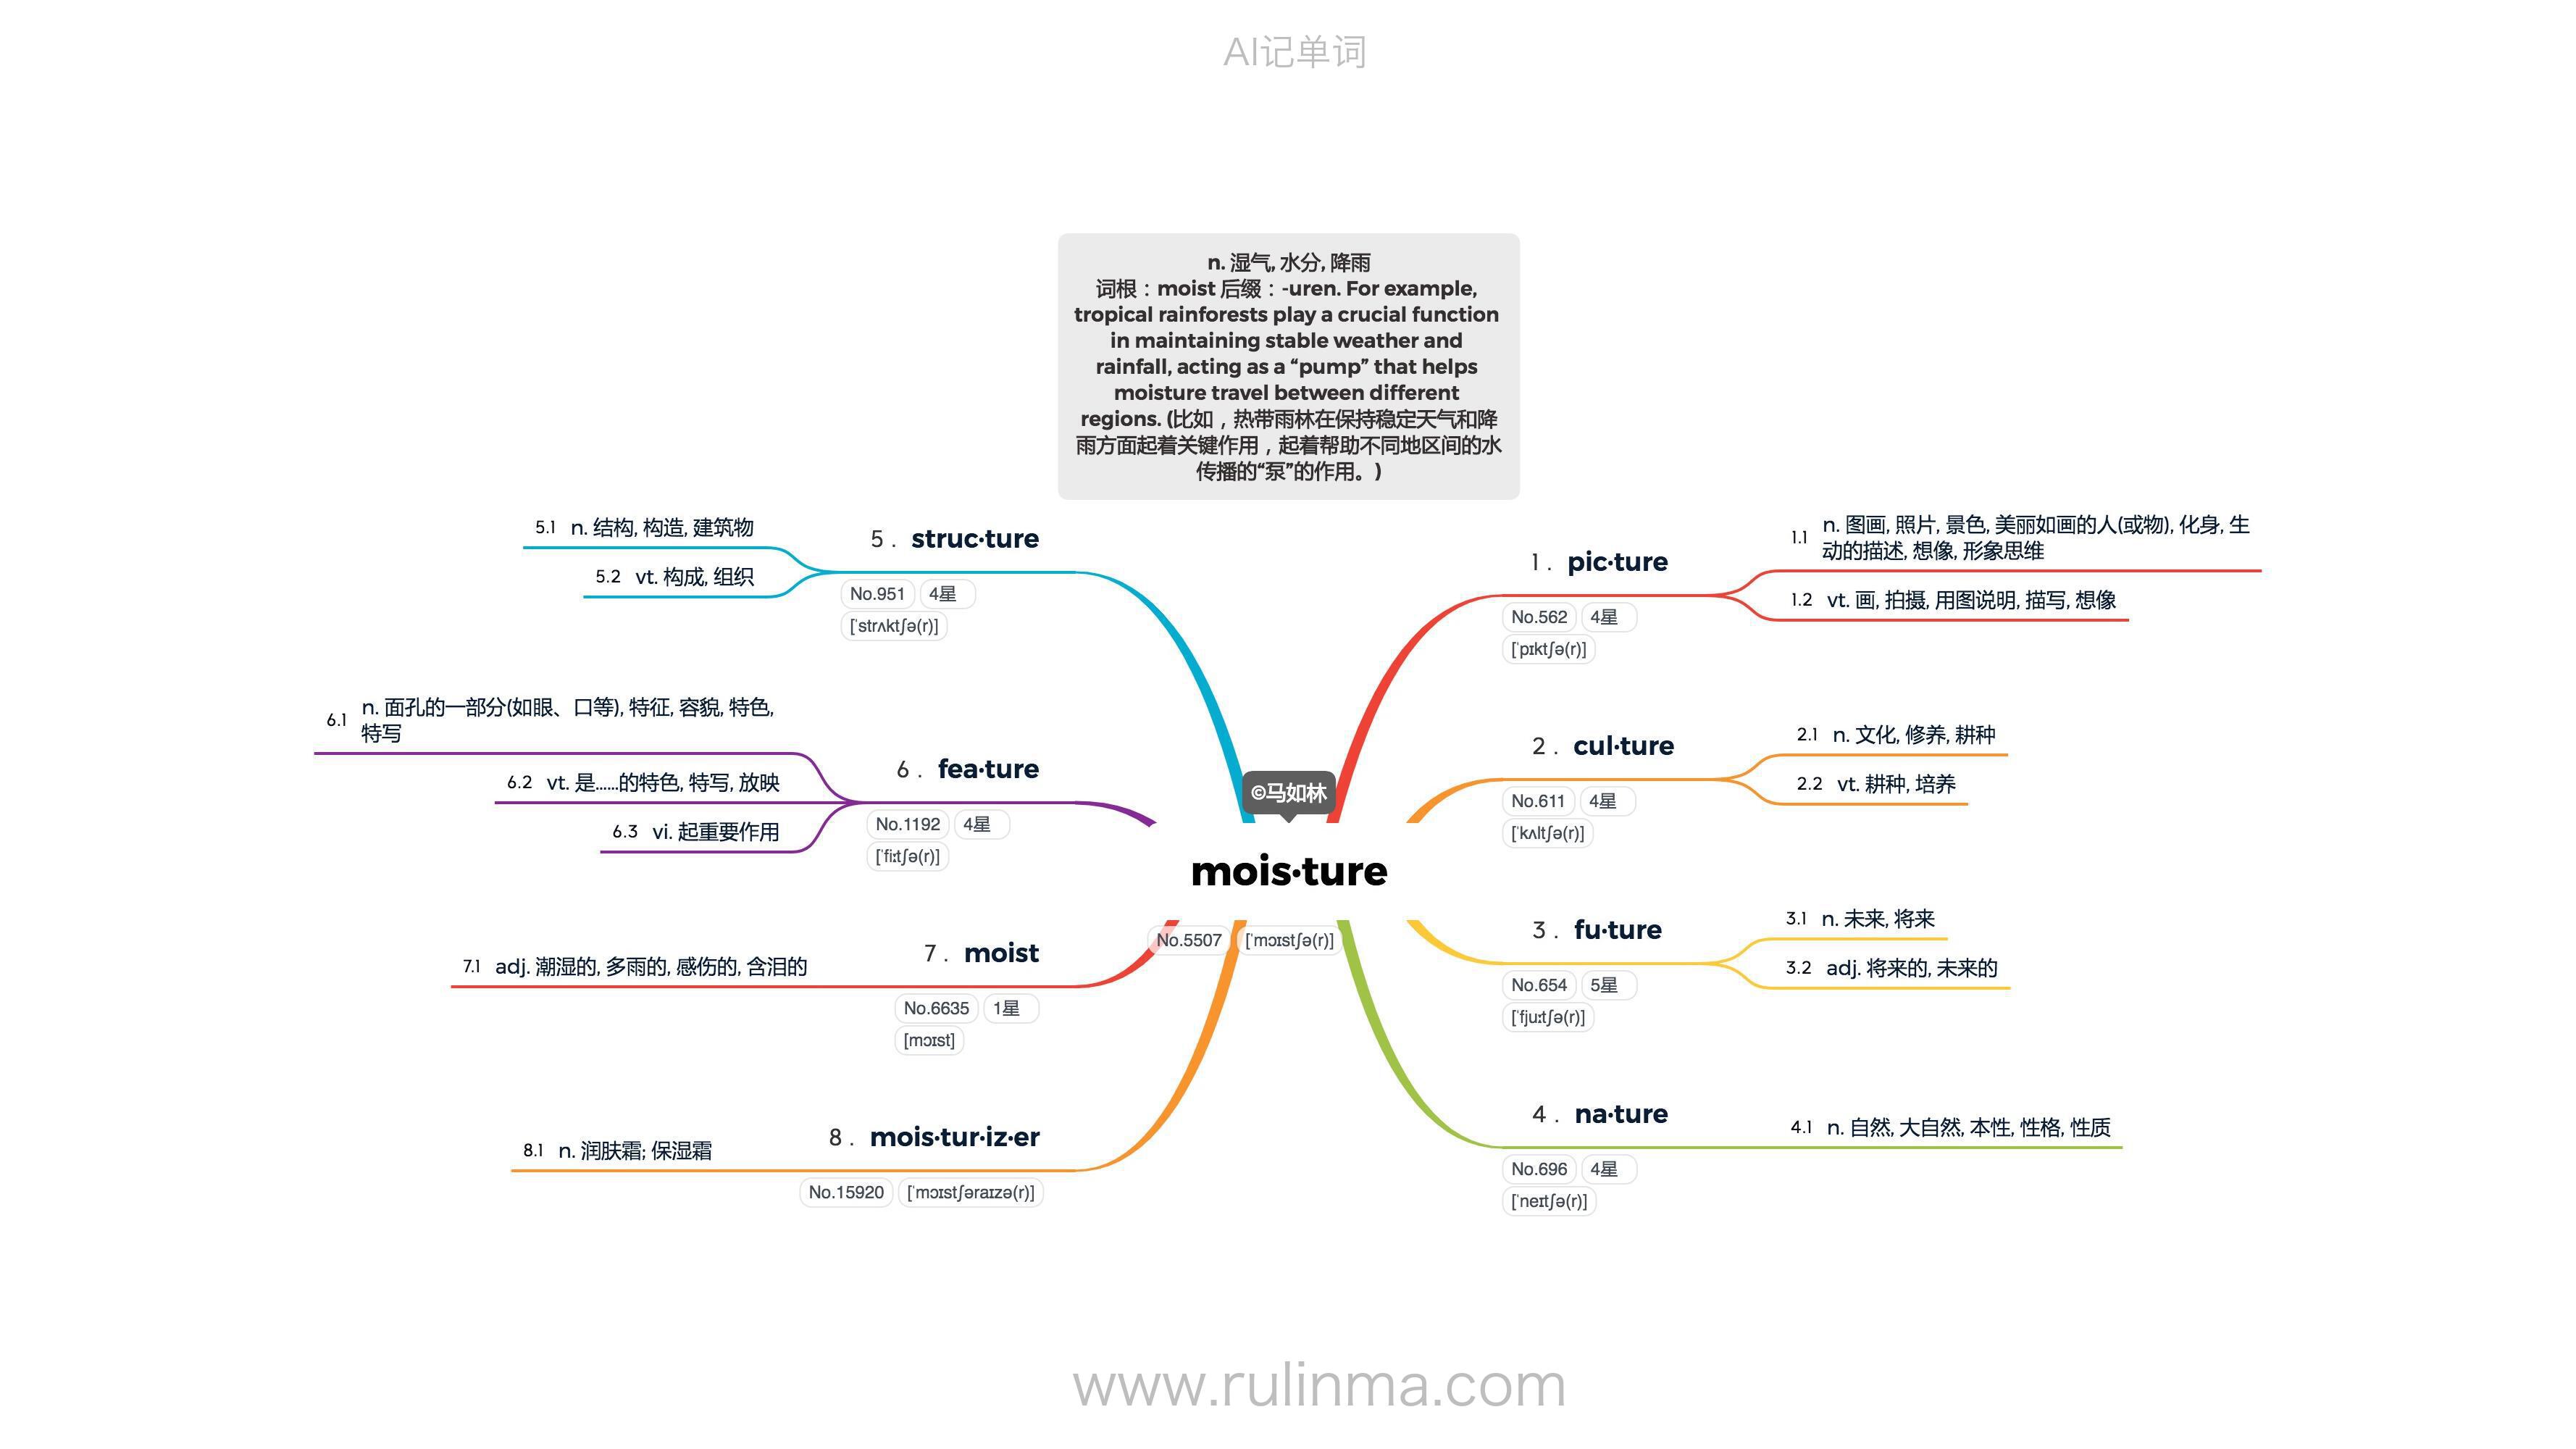 AI记单词
n. 湿气, 水分, 降雨
词根：moist 后缀：-uren. For example,
tropical rainforests play a crucial function
in maintaining stable weather and
rainfall, acting as a “pump” that helps
moisture travel between different
regions. (比如，热带雨林在保持稳定天气和降
雨方面起着关键作用，起着帮助不同地区间的水
传播的“泵”的作用。)
©马如林
mois·ture
No.5507 [ˈmɔɪstʃə(r)]
1. pic·ture
No.562 4星
[ˈpɪktʃə(r)]
1.1 n. 图画, 照片, 景色, 美丽如画的人(或物), 化身, 生
动的描述, 想像, 形象思维
1.2 vt. 画, 拍摄, 用图说明, 描写, 想像
2. cul·ture
No.611 4星
[ˈkʌltʃə(r)]
2.1 n. 文化, 修养, 耕种
2.2 vt. 耕种, 培养
3. fu·ture
No.654 5星
[ˈfjuːtʃə(r)]
3.1 n. 未来, 将来
3.2 adj. 将来的, 未来的
4. na·ture
No.696 4星
[ˈneɪtʃə(r)]
4.1 n. 自然, 大自然, 本性, 性格, 性质
5. struc·ture
No.951 4星
[ˈstrʌktʃə(r)]
5.1 n. 结构, 构造, 建筑物
5.2 vt. 构成, 组织
6. fea·ture
No.1192 4星
[ˈfiːtʃə(r)]
6.1 n. 面孔的一部分(如眼、口等), 特征, 容貌, 特色,
特写
6.2 vt. 是……的特色, 特写, 放映
6.3 vi. 起重要作用
7. moist
No.6635 1星
[mɔɪst]
7.1 adj. 潮湿的, 多雨的, 感伤的, 含泪的
8. mois·tur·iz·er
No.15920 [ˈmɔɪstʃəraɪzə(r)]
8.1 n. 润肤霜; 保湿霜
www.rulinma.com